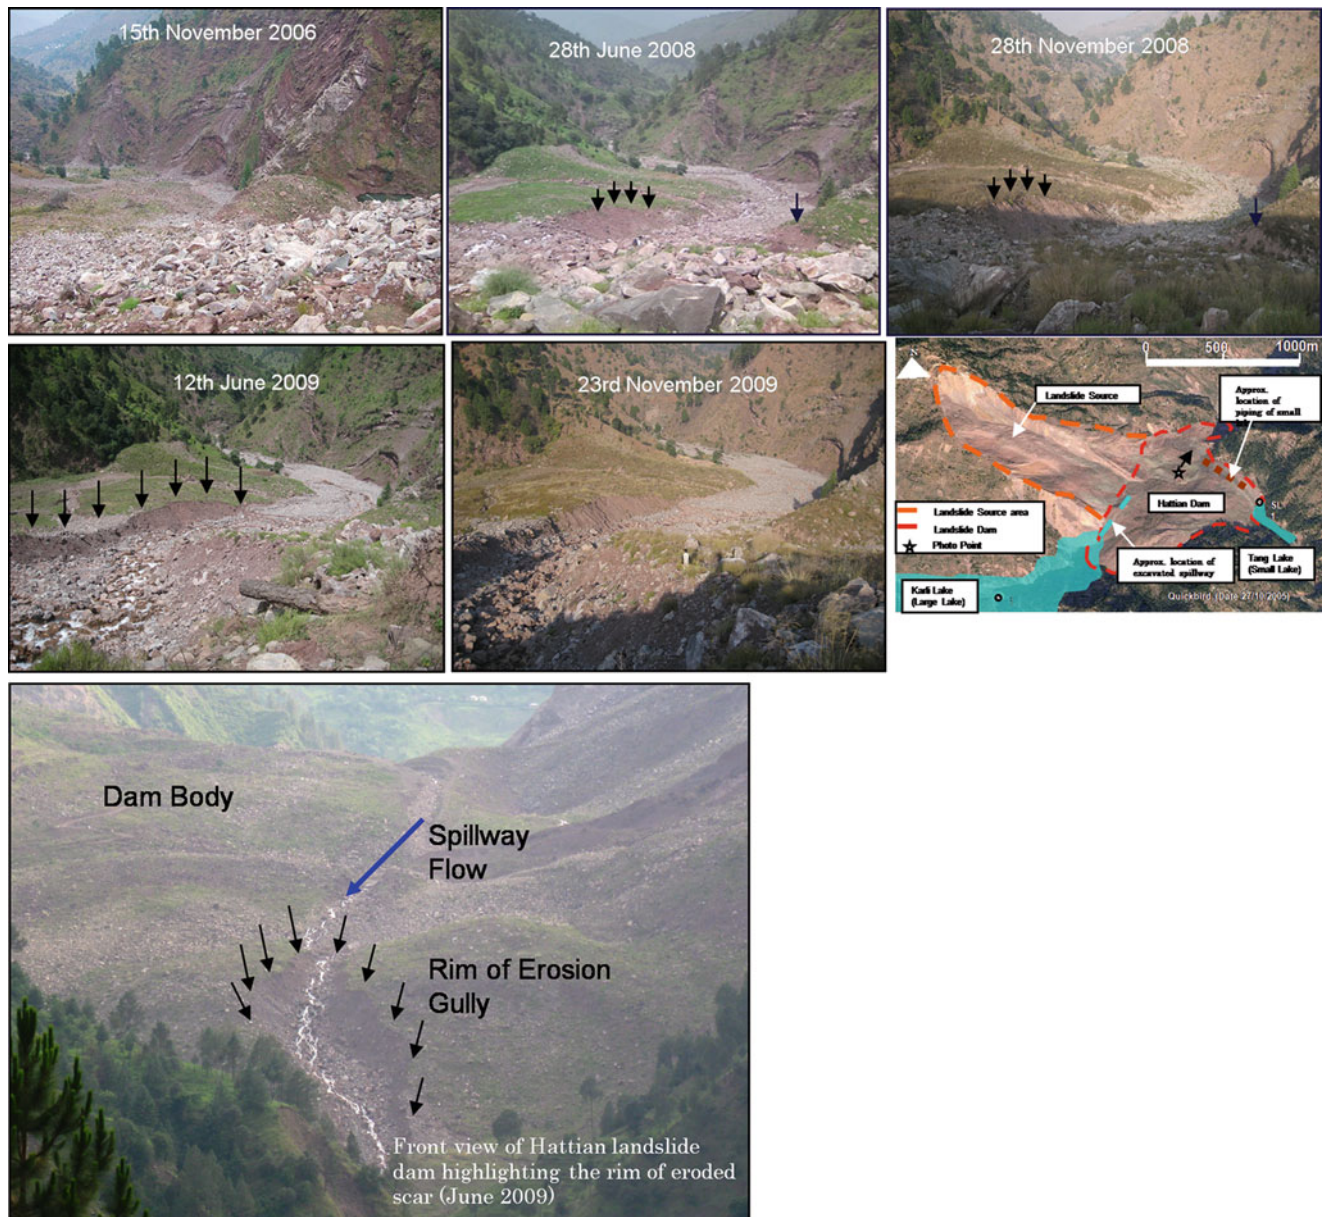 15th November 2006
28th June 2008
28th November 2008
12th June 2009
23rd November 2009
0 500 1000m
Landslide Source
Approx.
location of
piping of small
Landslide Source area
Landslide Dam
Photo Point
Hattian Dam
Approx. location of
excavated spillway
Tang Lake
(Small Lake)
Karli Lake
(Large Lake)
Quickbird (Date 27/10/2005)
Dam Body
Spillway
Flow
Rim of Erosion
Gully
Front view of Hattian landslide
dam highlighting the rim of eroded
scar (June 2009)